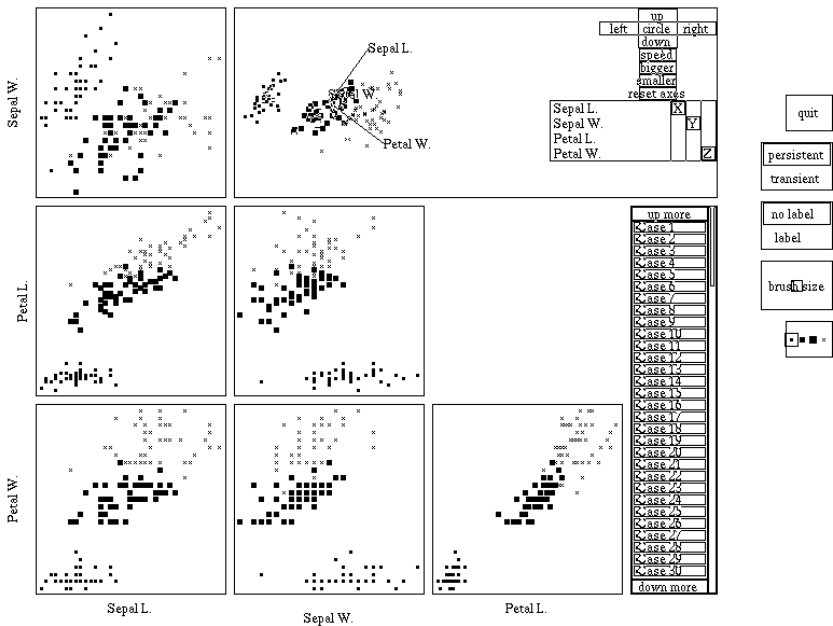 Sepal W.
Sepal L.
Sepal W.
Petal W.
up
left circle right
down
speed
bigger
smaller
reset axes
Sepal L. X
Sepal W. Y
Petal L.
Petal W. Z
quit
persistent
transient
no label
label
brush size
Petal L.
up more
Case 1
Case 2
Case 3
Case 4
Case 5
Case 6
Case 7
Case 8
Case 9
Case 10
Case 11
Case 12
Case 13
Case 14
Case 15
Case 16
Case 17
Case 18
Case 19
Case 20
Case 21
Case 22
Case 23
Case 24
Case 25
Case 26
Case 27
Case 28
Case 29
Case 30
down more
Petal W.
Sepal L.
Sepal W.
Petal L.